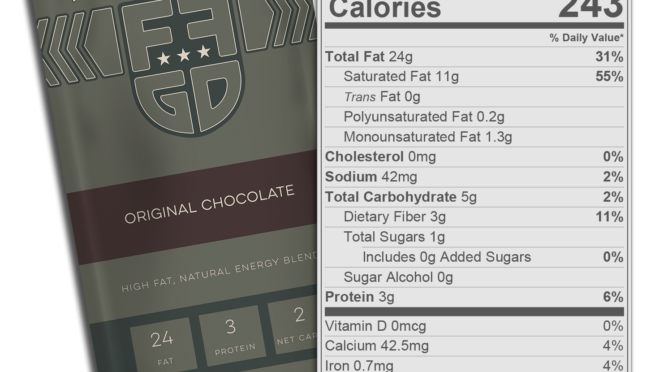 FF
GD
ORIGINAL CHOCOLATE
HIGH FAT, NATURAL ENERGY BLEND
24
FAT
3
PROTEIN
2
NET
Calories 243
% Daily Value*
Total Fat 24g 31%
Saturated Fat 11g 55%
Trans Fat 0g
Polyunsaturated Fat 0.2g
Monounsaturated Fat 1.3g
Cholesterol 0mg 0%
Sodium 42mg 2%
Total Carbohydrate 5g 2%
Dietary Fiber 3g 11%
Total Sugars 1g
Includes 0g Added Sugars 0%
Sugar Alcohol 0g
Protein 3g 6%
Vitamin D 0mcg 0%
Calcium 42.5mg 4%
Iron 0.7mg 4%